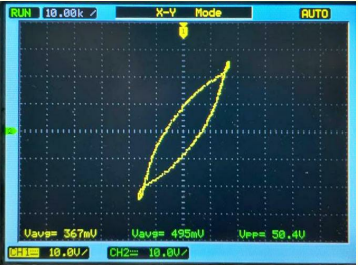 RUN 10.00k / X-Y Mode AUTO
Vavg= 367mV Vavg= 495mV Vpp= 50.4V
CH1 10.0V/ CH2 10.0V/